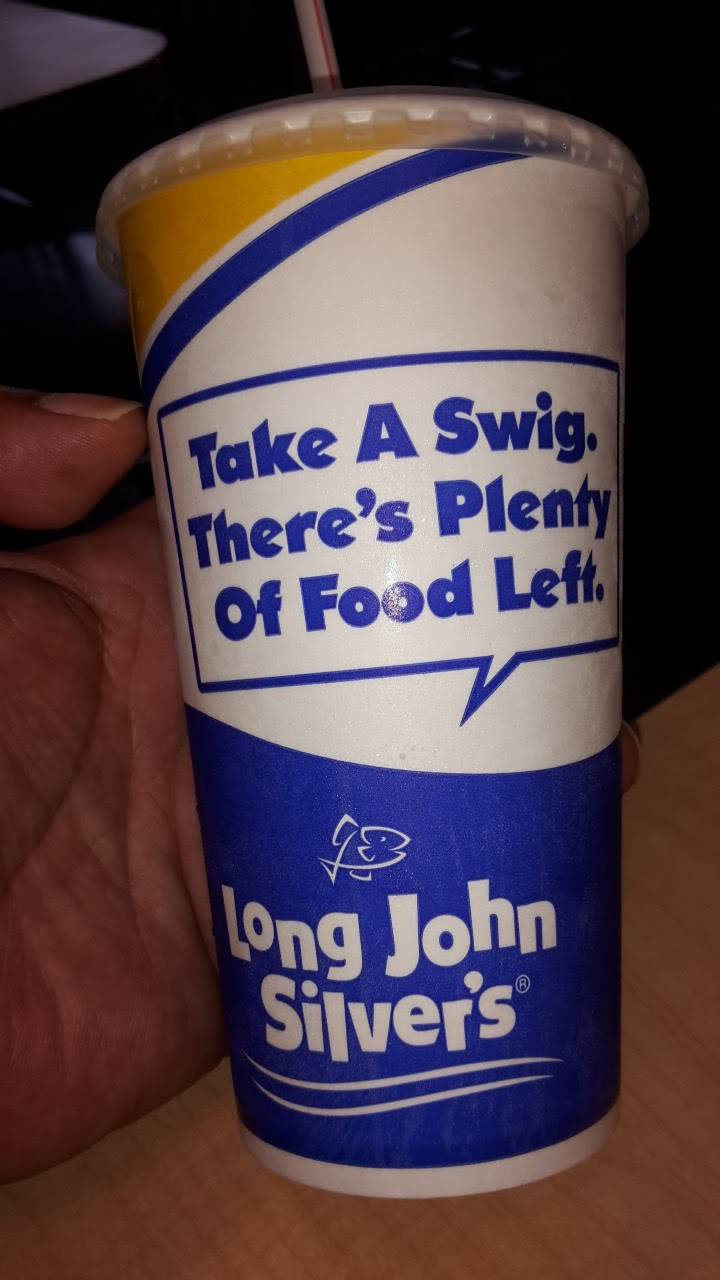 Take A Swig.
There's Plenty
Of Food Left.
Long John
Silver's®